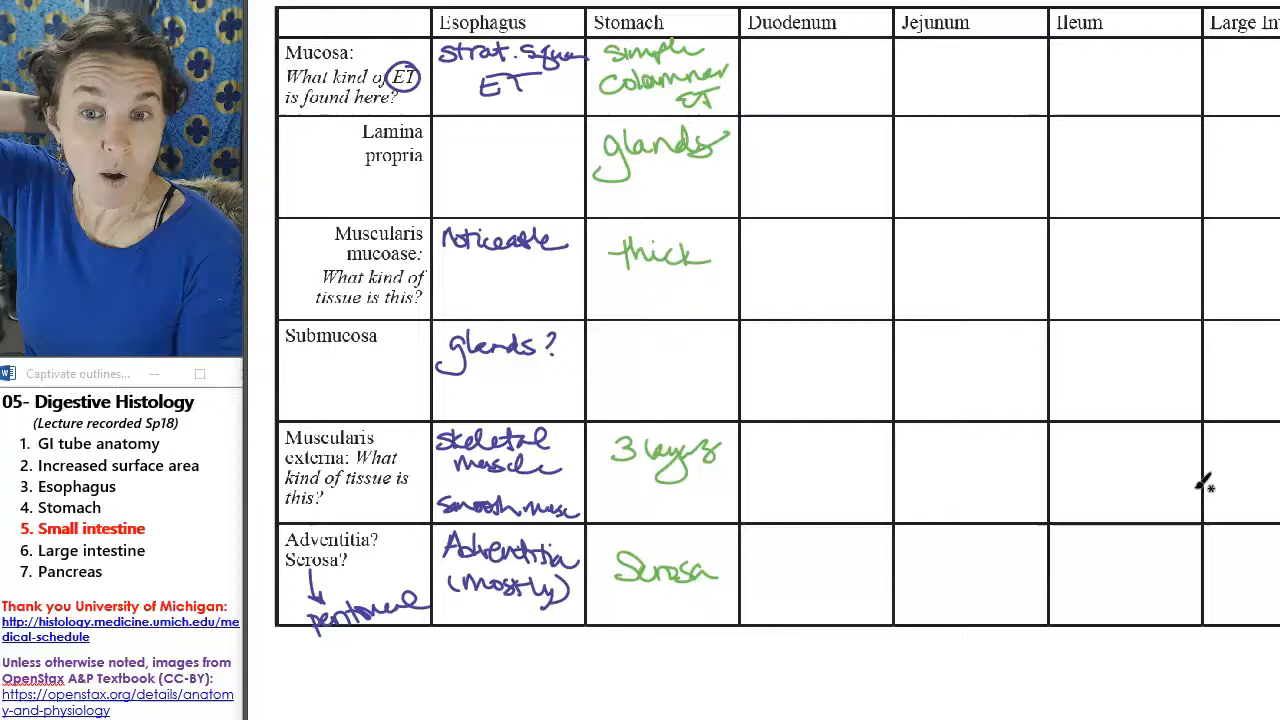 Esophagus Stomach Duodenum Jejunum Ileum Large In
Mucosa:
What kind of ET
is found here?
strat. squam
ET
simple
columnar
ET
Lamina
propria
glands
Muscularis
mucoase:
What kind of
tissue is this?
Noticeable
thick
Submucosa
glands?
Muscularis
externa: What
kind of tissue is
this?
skeletal
muscle
smooth musc
3 layers
Adventitia?
Serosa?
peritoneal
Adventitia
(mostly)
Serosa
Captivate outlines...
05- Digestive Histology
(Lecture recorded Sp18)
1. GI tube anatomy
2. Increased surface area
3. Esophagus
4. Stomach
5. Small intestine
6. Large intestine
7. Pancreas
Thank you University of Michigan:
http://histology.medicine.umich.edu/me
dical-schedule
Unless otherwise noted, images from
OpenStax A&P Textbook (CC-BY):
https://openstax.org/details/anatom
y-and-physiology